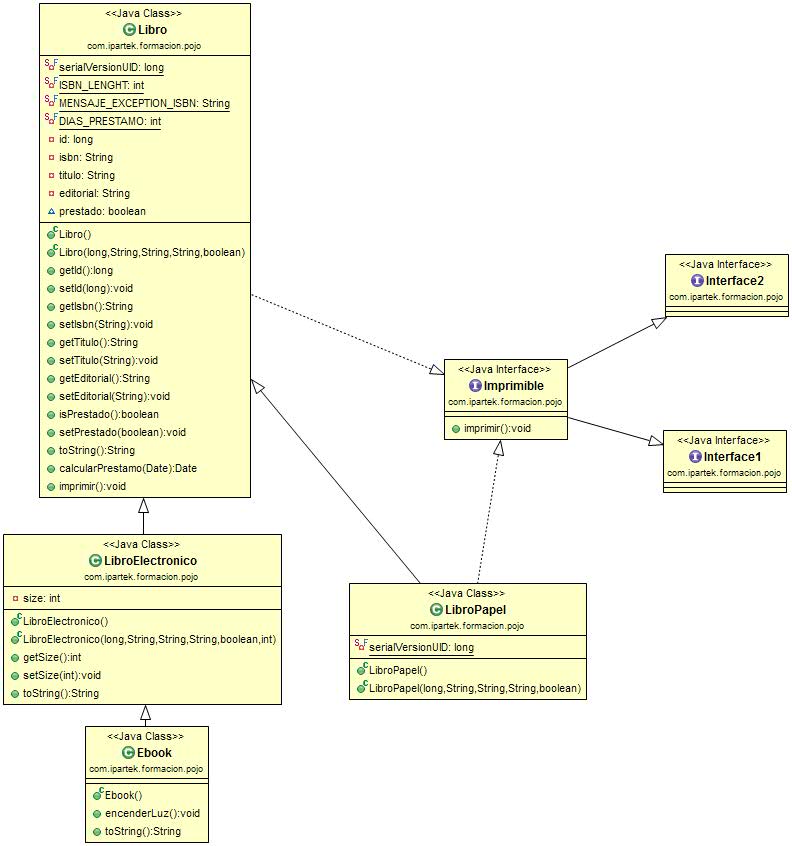 <<Java Class>>
Libro
com.ipartek.formacion.pojo
serialVersionUID: long
ISBN_LENGHT: int
MENSAJE_EXCEPTION_ISBN: String
DIAS_PRESTAMO: int
id: long
isbn: String
titulo: String
editorial: String
prestado: boolean
Libro()
Libro(long,String,String,String,boolean)
getId():long
setId(long):void
getIsbn():String
setIsbn(String):void
getTitulo():String
setTitulo(String):void
getEditorial():String
setEditorial(String):void
isPrestado():boolean
setPrestado(boolean):void
toString():String
calcularPrestamo(Date):Date
imprimir():void
<<Java Interface>>
Interface2
com.ipartek.formacion.pojo
<<Java Interface>>
Imprimible
com.ipartek.formacion.pojo
imprimir():void
<<Java Interface>>
Interface1
com.ipartek.formacion.pojo
<<Java Class>>
LibroElectronico
com.ipartek.formacion.pojo
size: int
LibroElectronico()
LibroElectronico(long,String,String,String,boolean,int)
getSize():int
setSize(int):void
toString():String
<<Java Class>>
LibroPapel
com.ipartek.formacion.pojo
serialVersionUID: long
LibroPapel()
LibroPapel(long,String,String,String,boolean)
<<Java Class>>
Ebook
com.ipartek.formacion.pojo
Ebook()
encenderLuz():void
toString():String